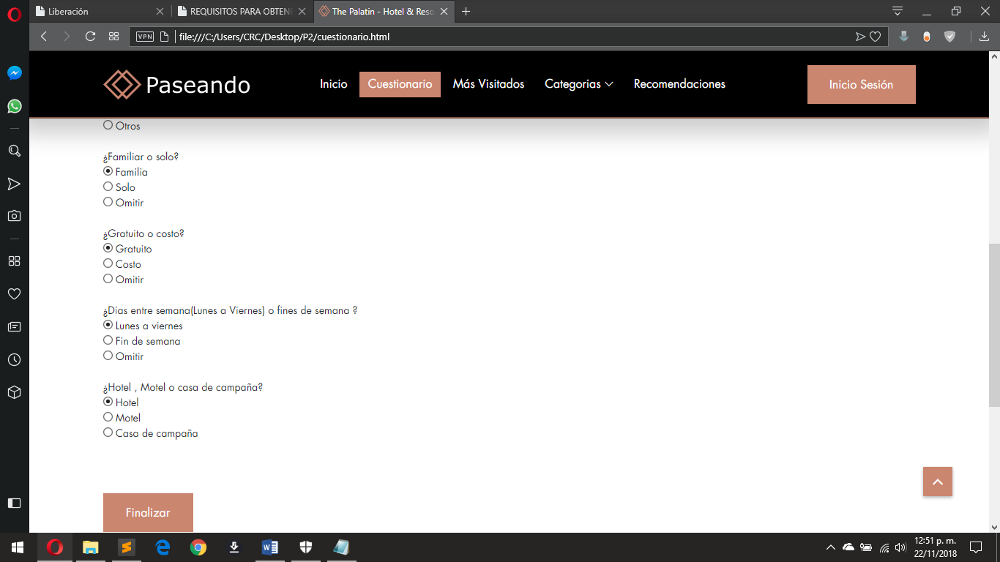 Liberación
REQUISITOS PARA OBTENE
The Palatin - Hotel & Reso
VPN
file:///C:/Users/CRC/Desktop/P2/cuestionario.html
Paseando
Inicio
Cuestionario
Más Visitados
Categorias
Recomendaciones
Inicio Sesión
Otros
¿Familiar o solo?
Familia
Solo
Omitir
¿Gratuito o costo?
Gratuito
Costo
Omitir
¿Dias entre semana(Lunes a Viernes) o fines de semana ?
Lunes a viernes
Fin de semana
Omitir
¿Hotel , Motel o casa de campaña?
Hotel
Motel
Casa de campaña
Finalizar
12:51 p. m.
22/11/2018